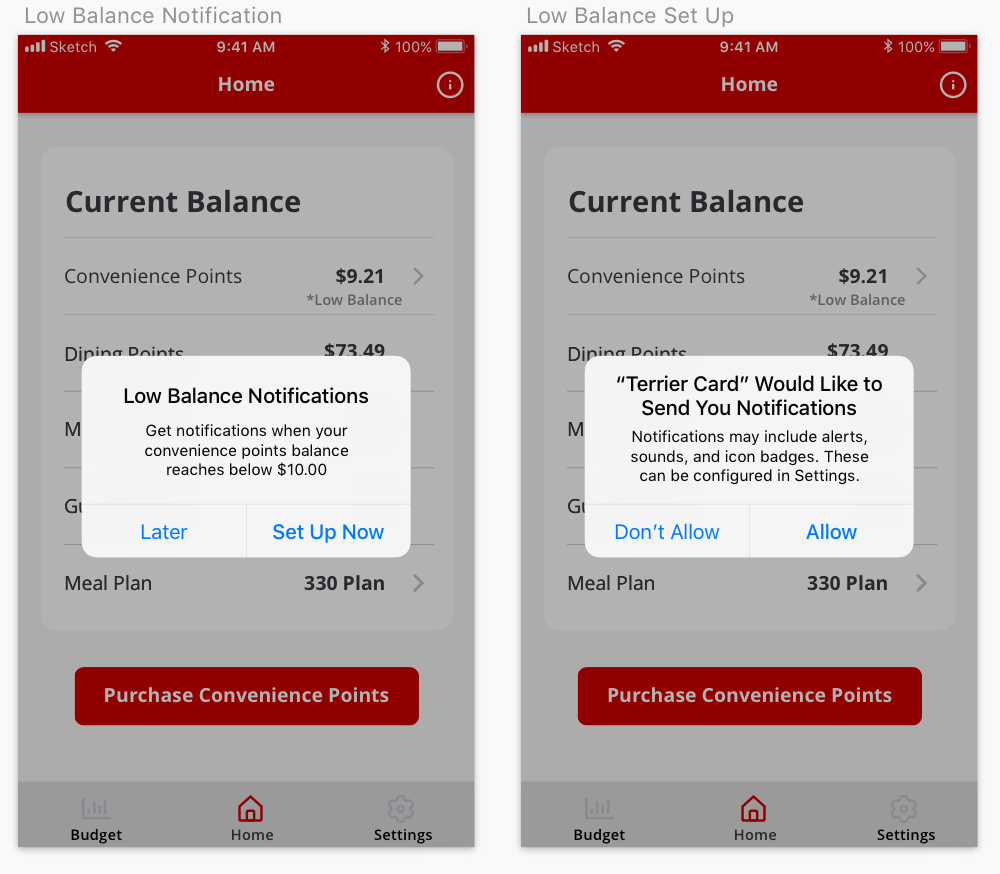 Low Balance Notification
Sketch 9:41 AM 100%
Home
Current Balance
Convenience Points $9.21
*Low Balance
Dining Points $73.49
Low Balance Notifications
Get notifications when your
convenience points balance
reaches below $10.00
Later Set Up Now
Meal Plan 330 Plan
Purchase Convenience Points
Budget Home Settings
Low Balance Set Up
Sketch 9:41 AM 100%
Home
Current Balance
Convenience Points $9.21
*Low Balance
Dining Points $73.49
“Terrier Card” Would Like to
Send You Notifications
Notifications may include alerts,
sounds, and icon badges. These
can be configured in Settings.
Don’t Allow Allow
Meal Plan 330 Plan
Purchase Convenience Points
Budget Home Settings